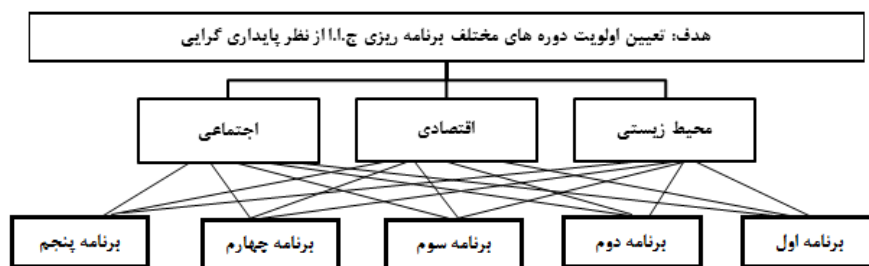 هدف: تعیین اولویت دوره های مختلف برنامه ریزی ج.ا.ا از نظر پایداری گرایی
محیط زیستی
اقتصادی
اجتماعی
برنامه اول
برنامه دوم
برنامه سوم
برنامه چهارم
برنامه پنجم